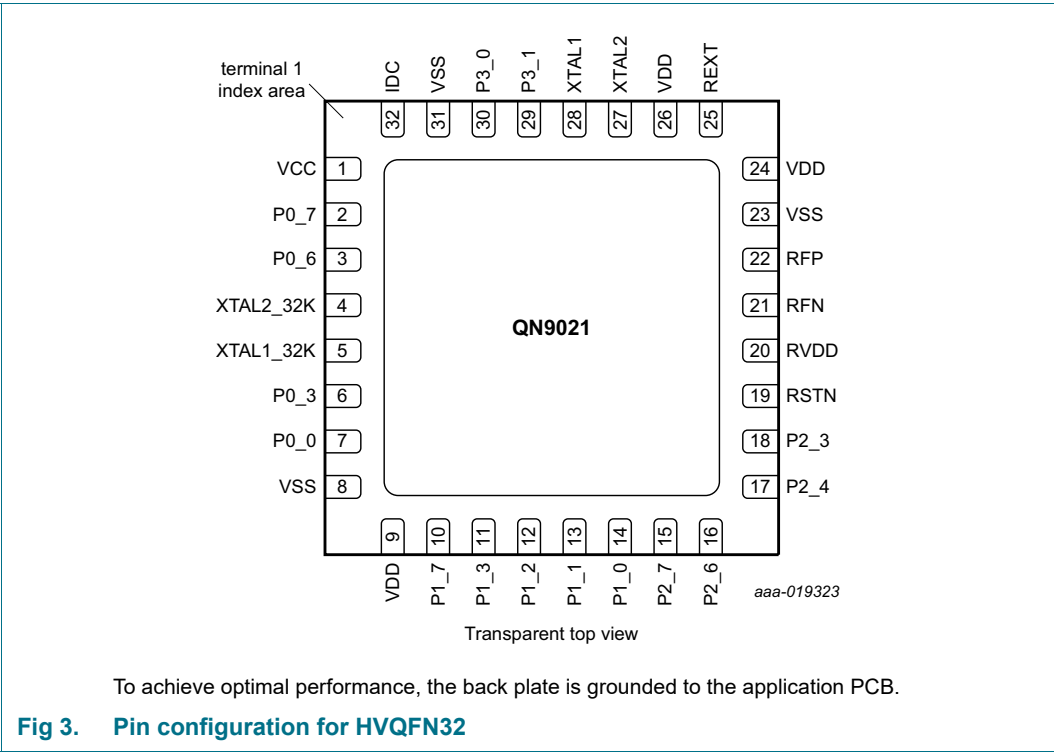 terminal 1
index area
IDC
VSS
P3_0
P3_1
XTAL1
XTAL2
VDD
REXT
32
31
30
29
28
27
26
25
VCC 1
P0_7 2
P0_6 3
XTAL2_32K 4
XTAL1_32K 5
P0_3 6
P0_0 7
VSS 8
QN9021
24 VDD
23 VSS
22 RFP
21 RFN
20 RVDD
19 RSTN
18 P2_3
17 P2_4
9
10
11
12
13
14
15
16
VDD
P1_7
P1_3
P1_2
P1_1
P1_0
P2_7
P2_6
aaa-019323
Transparent top view
To achieve optimal performance, the back plate is grounded to the application PCB.
Fig 3. Pin configuration for HVQFN32